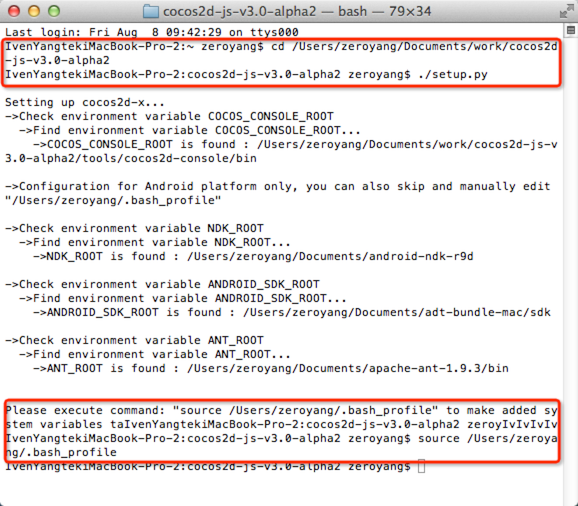 cocos2d-js-v3.0-alpha2 — bash — 79×34
Last login: Fri Aug  8 09:42:29 on ttys000
IvenYangtekiMacBook-Pro-2:~ zeroyang$ cd /Users/zeroyang/Documents/work/cocos2d
-js-v3.0-alpha2
IvenYangtekiMacBook-Pro-2:cocos2d-js-v3.0-alpha2 zeroyang$ ./setup.py
Setting up cocos2d-x...
->Check environment variable COCOS_CONSOLE_ROOT
->Find environment variable COCOS_CONSOLE_ROOT...
->COCOS_CONSOLE_ROOT is found : /Users/zeroyang/Documents/work/cocos2d-js-v
3.0-alpha2/tools/cocos2d-console/bin
->Configuration for Android platform only, you can also skip and manually edit
"/Users/zeroyang/.bash_profile"
->Check environment variable NDK_ROOT
->Find environment variable NDK_ROOT...
->NDK_ROOT is found : /Users/zeroyang/Documents/android-ndk-r9d
->Check environment variable ANDROID_SDK_ROOT
->Find environment variable ANDROID_SDK_ROOT...
->ANDROID_SDK_ROOT is found : /Users/zeroyang/Documents/adt-bundle-mac/sdk
->Check environment variable ANT_ROOT
->Find environment variable ANT_ROOT...
->ANT_ROOT is found : /Users/zeroyang/Documents/apache-ant-1.9.3/bin
Please execute command: "source /Users/zeroyang/.bash_profile" to make added sy
stem variables taIvenYangtekiMacBook-Pro-2:cocos2d-js-v3.0-alpha2 zeroyIvIvIvIv
IvenYangtekiMacBook-Pro-2:cocos2d-js-v3.0-alpha2 zeroyang$ source /Users/zeroya
ng/.bash_profile
IvenYangtekiMacBook-Pro-2:cocos2d-js-v3.0-alpha2 zeroyang$